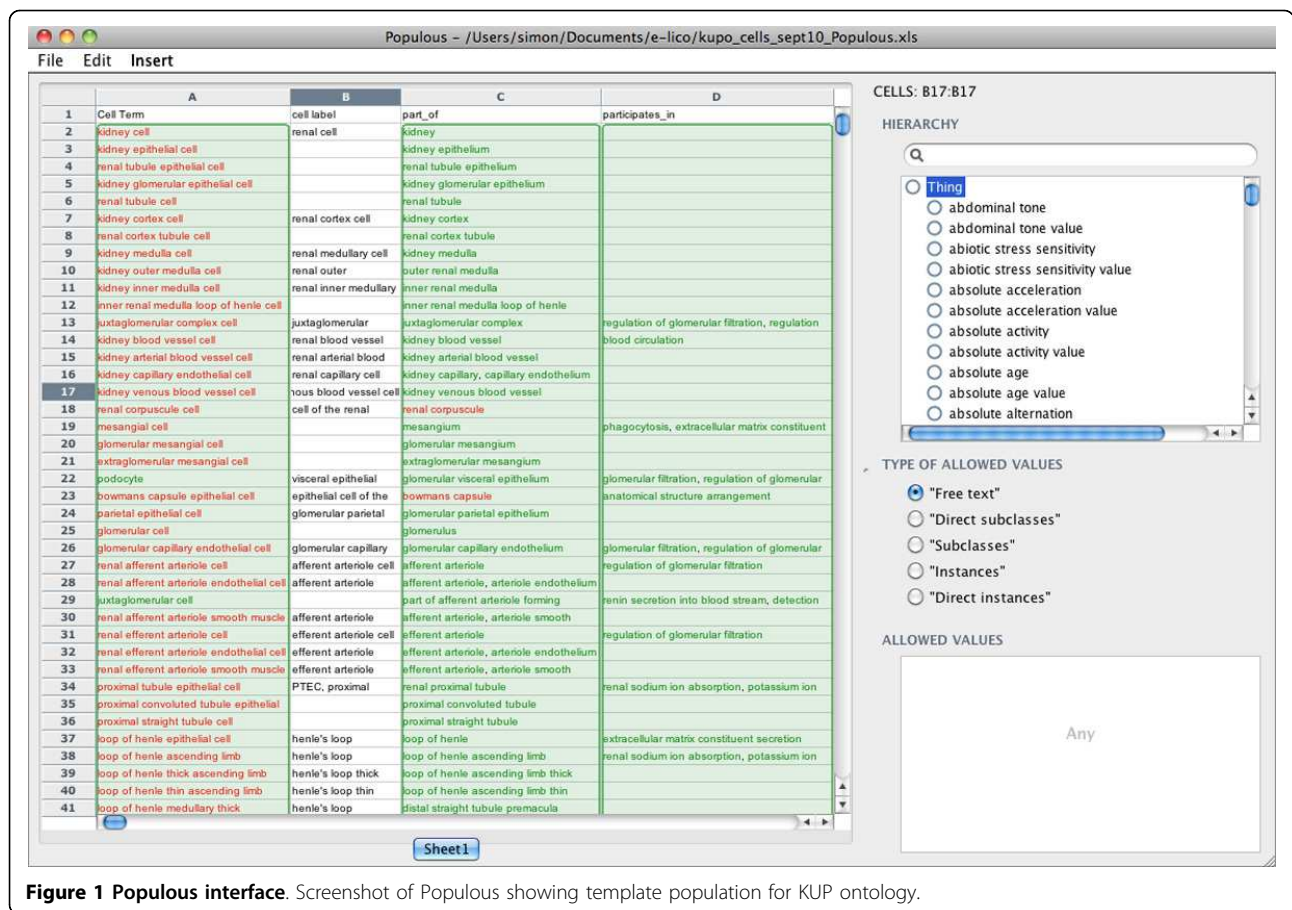 Populous – /Users/simon/Documents/e-lico/kupo_cells_sept10_Populous.xls
File Edit Insert
A B C D
1 Cell Term cell label part_of participates_in
2 kidney cell renal cell kidney
3 kidney epithelial cell kidney epithelium
4 renal tubule epithelial cell renal tubule epithelium
5 kidney glomerular epithelial cell kidney glomerular epithelium
6 renal tubule cell renal tubule
7 kidney cortex cell renal cortex cell kidney cortex
8 renal cortex tubule cell renal cortex tubule
9 kidney medulla cell renal medullary cell kidney medulla
10 kidney outer medulla cell renal outer outer renal medulla
11 kidney inner medulla cell renal inner medullary inner renal medulla
12 inner renal medulla loop of henle cell inner renal medulla loop of henle
13 juxtaglomerular complex cell juxtaglomerular juxtaglomerular complex regulation of glomerular filtration, regulation
14 kidney blood vessel cell renal blood vessel kidney blood vessel blood circulation
15 kidney arterial blood vessel cell renal arterial blood kidney arterial blood vessel
16 kidney capillary endothelial cell renal capillary cell kidney capillary, capillary endothelium
17 kidney venous blood vessel cell nous blood vessel cell kidney venous blood vessel
18 renal corpuscule cell cell of the renal renal corpuscule
19 mesangial cell mesangium phagocytosis, extracellular matrix constituent
20 glomerular mesangial cell glomerular mesangium
21 extraglomerular mesangial cell extraglomerular mesangium
22 podocyte visceral epithelial glomerular visceral epithelium glomerular filtration, regulation of glomerular
23 bowmans capsule epithelial cell epithelial cell of the bowmans capsule anatomical structure arrangement
24 parietal epithelial cell glomerular parietal glomerular parietal epithelium
25 glomerular cell glomerulus
26 glomerular capillary endothelial cell glomerular capillary glomerular capillary endothelium glomerular filtration, regulation of glomerular
27 renal afferent arteriole cell afferent arteriole cell afferent arteriole regulation of glomerular filtration
28 renal afferent arteriole endothelial cell afferent arteriole afferent arteriole, arteriole endothelium
29 juxtaglomerular cell part of afferent arteriole forming renin secretion into blood stream, detection
30 renal afferent arteriole smooth muscle afferent arteriole afferent arteriole, arteriole smooth
31 renal efferent arteriole cell efferent arteriole cell efferent arteriole regulation of glomerular filtration
32 renal efferent arteriole endothelial cell efferent arteriole efferent arteriole, arteriole endothelium
33 renal efferent arteriole smooth muscle efferent arteriole efferent arteriole, arteriole smooth
34 proximal tubule epithelial cell PTEC, proximal renal proximal tubule renal sodium ion absorption, potassium ion
35 proximal convoluted tubule epithelial proximal convoluted tubule
36 proximal straight tubule cell proximal straight tubule
37 loop of henle epithelial cell henle's loop loop of henle extracellular matrix constituent secretion
38 loop of henle ascending limb henle's loop loop of henle ascending limb renal sodium ion absorption, potassium ion
39 loop of henle thick ascending limb henle's loop thick loop of henle ascending limb thick
40 loop of henle thin ascending limb henle's loop thin loop of henle ascending limb thin
41 loop of henle medullary thick henle's loop distal straight tubule premacula
Sheet1
CELLS: B17:B17
HIERARCHY
Thing
abdominal tone
abdominal tone value
abiotic stress sensitivity
abiotic stress sensitivity value
absolute acceleration
absolute acceleration value
absolute activity
absolute activity value
absolute age
absolute age value
absolute alternation
TYPE OF ALLOWED VALUES
"Free text"
"Direct subclasses"
"Subclasses"
"Instances"
"Direct instances"
ALLOWED VALUES
Any
Figure 1 Populous interface. Screenshot of Populous showing template population for KUP ontology.